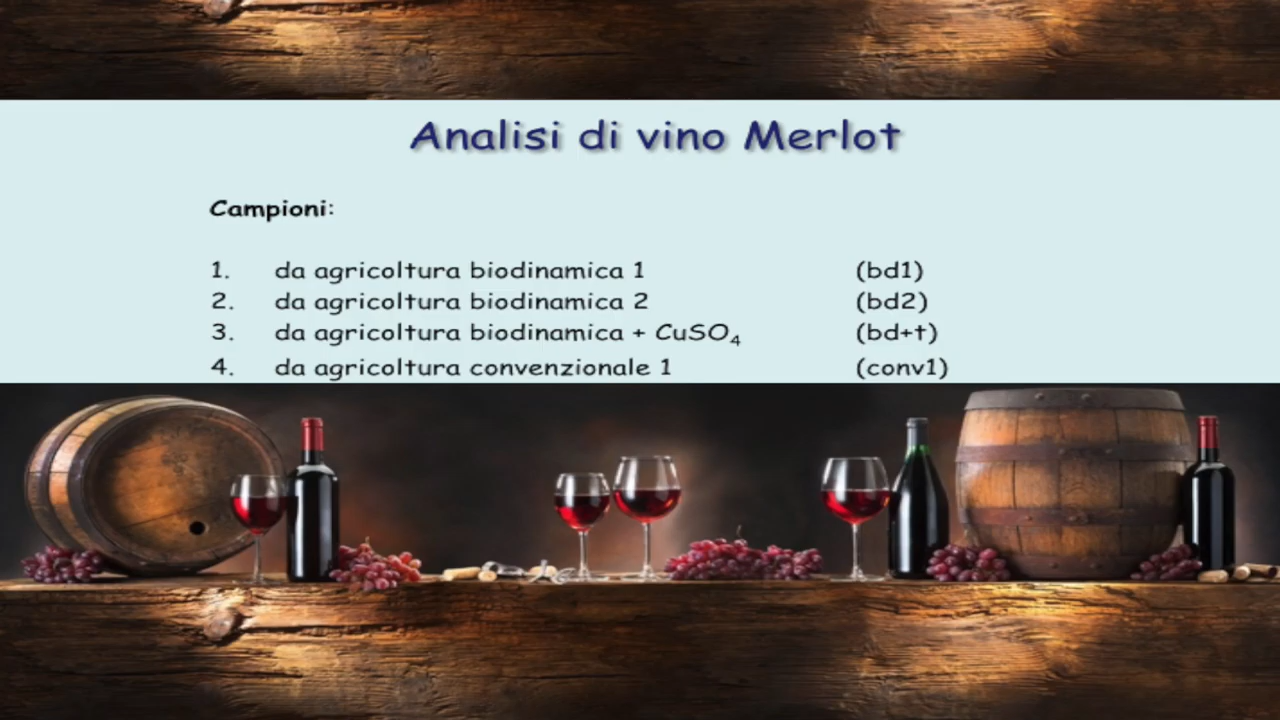 Analisi di vino Merlot
Campioni:
1. da agricoltura biodinamica 1 (bd1)
2. da agricoltura biodinamica 2 (bd2)
3. da agricoltura biodinamica + CuSO₄ (bd+t)
4. da agricoltura convenzionale 1 (conv1)